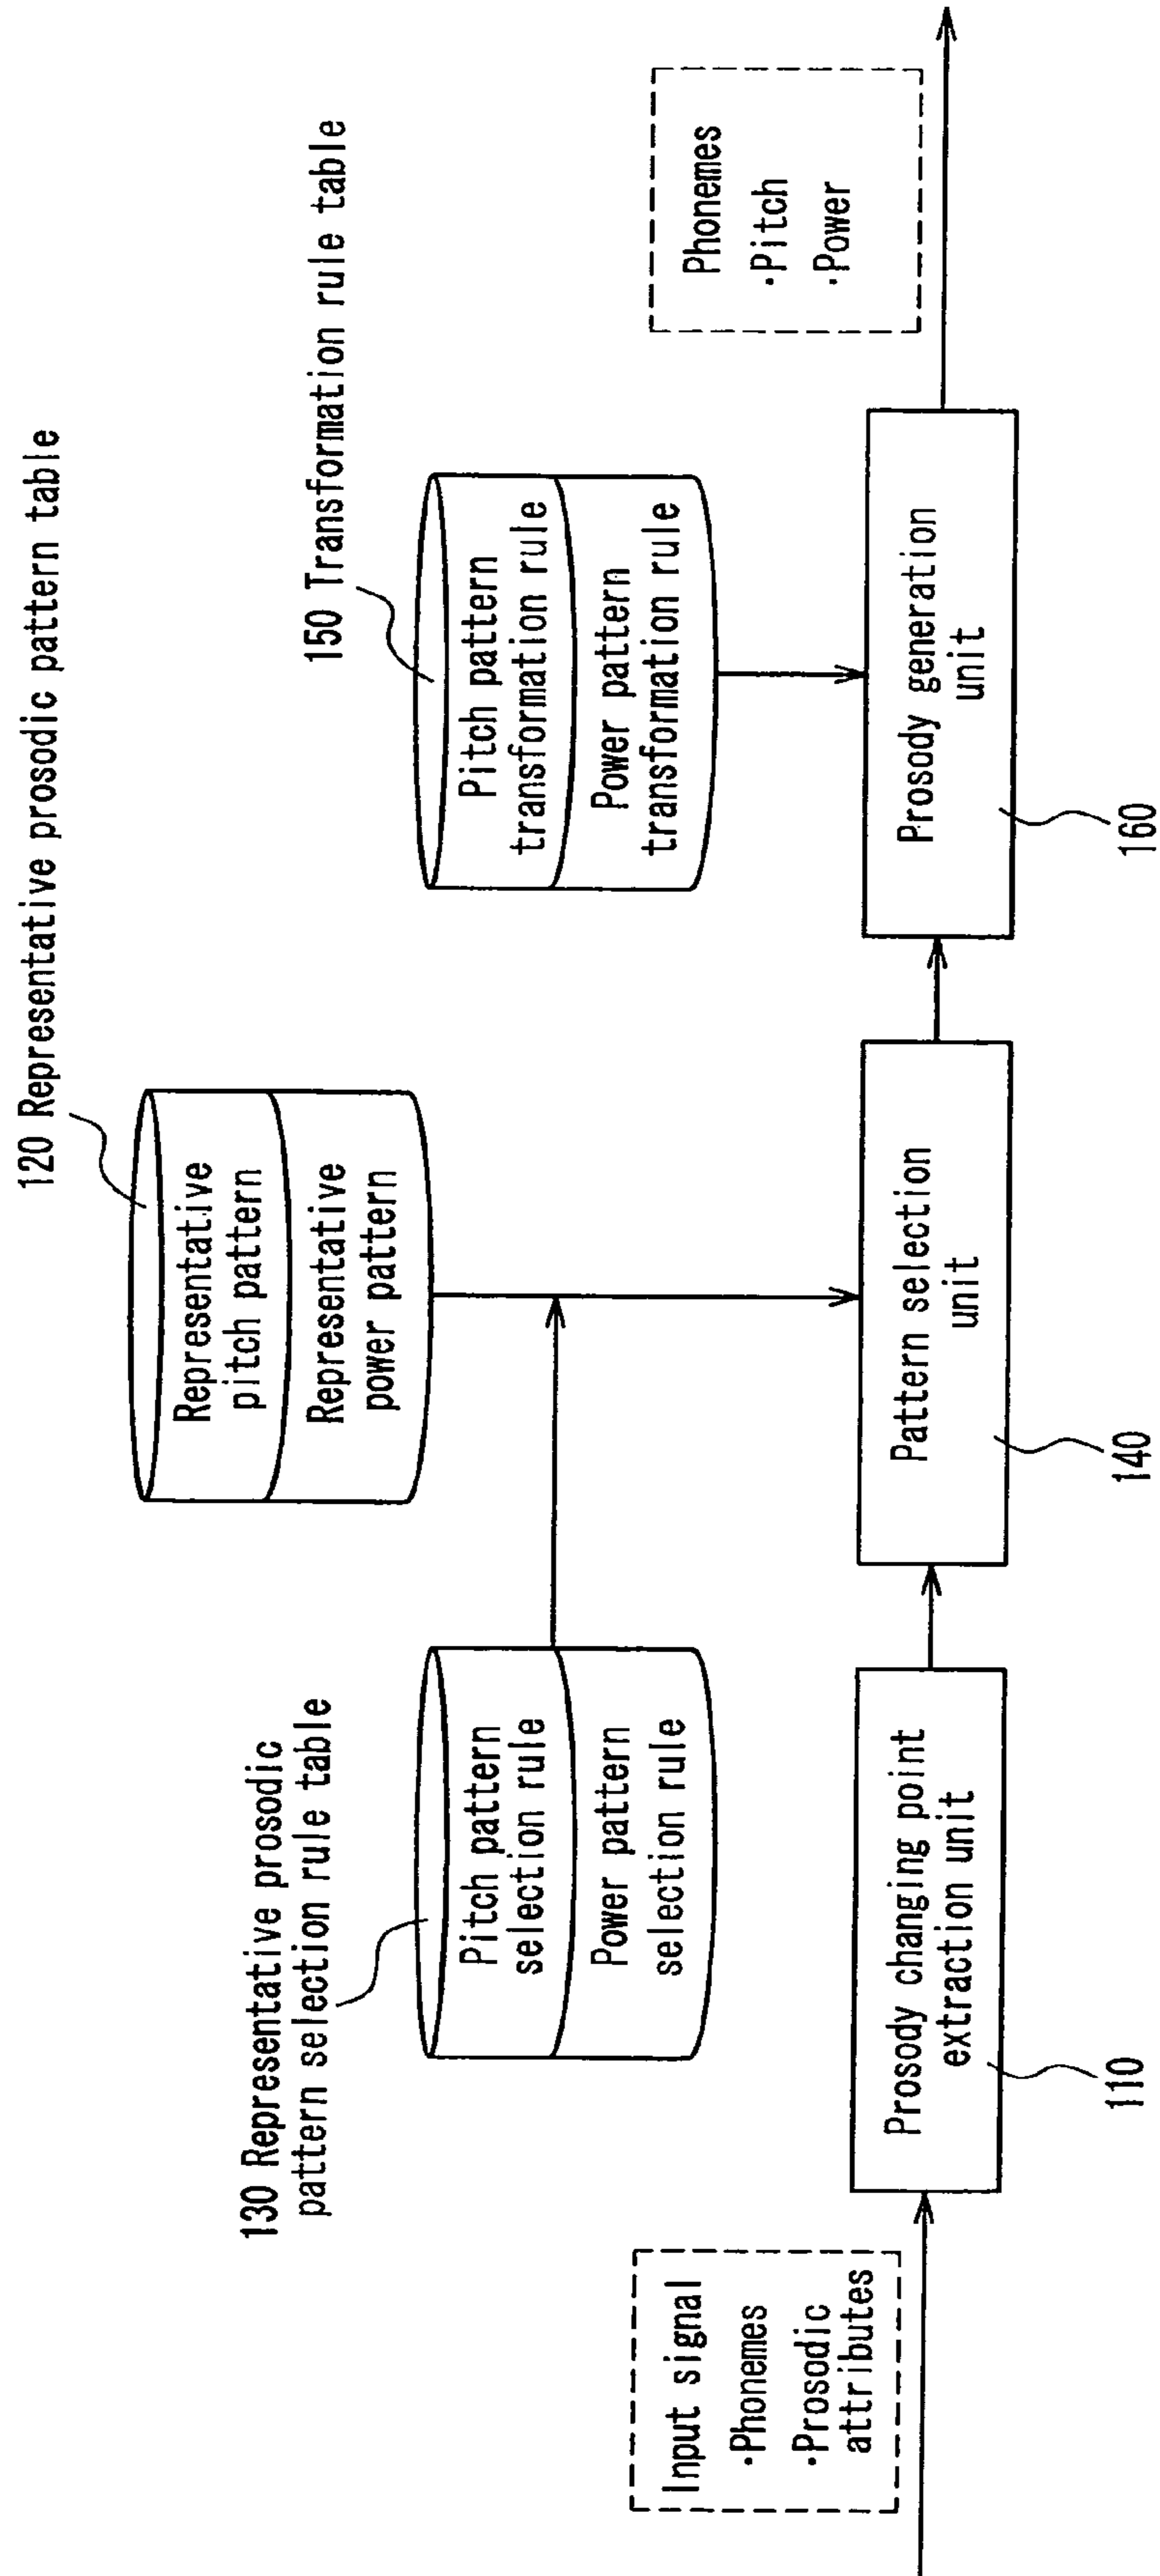 120 Representative prosodic pattern table
130 Representative prosodic
pattern selection rule table
150 Transformation rule table
Representative
pitch pattern
Representative
power pattern
Pitch pattern
selection rule
Power pattern
selection rule
Pitch pattern
transformation rule
Power pattern
transformation rule
Input signal
·Phonemes
·Prosodic
attributes
Phonemes
·Pitch
·Power
Prosody changing point
extraction unit
Pattern selection
unit
Prosody generation
unit
110
140
160